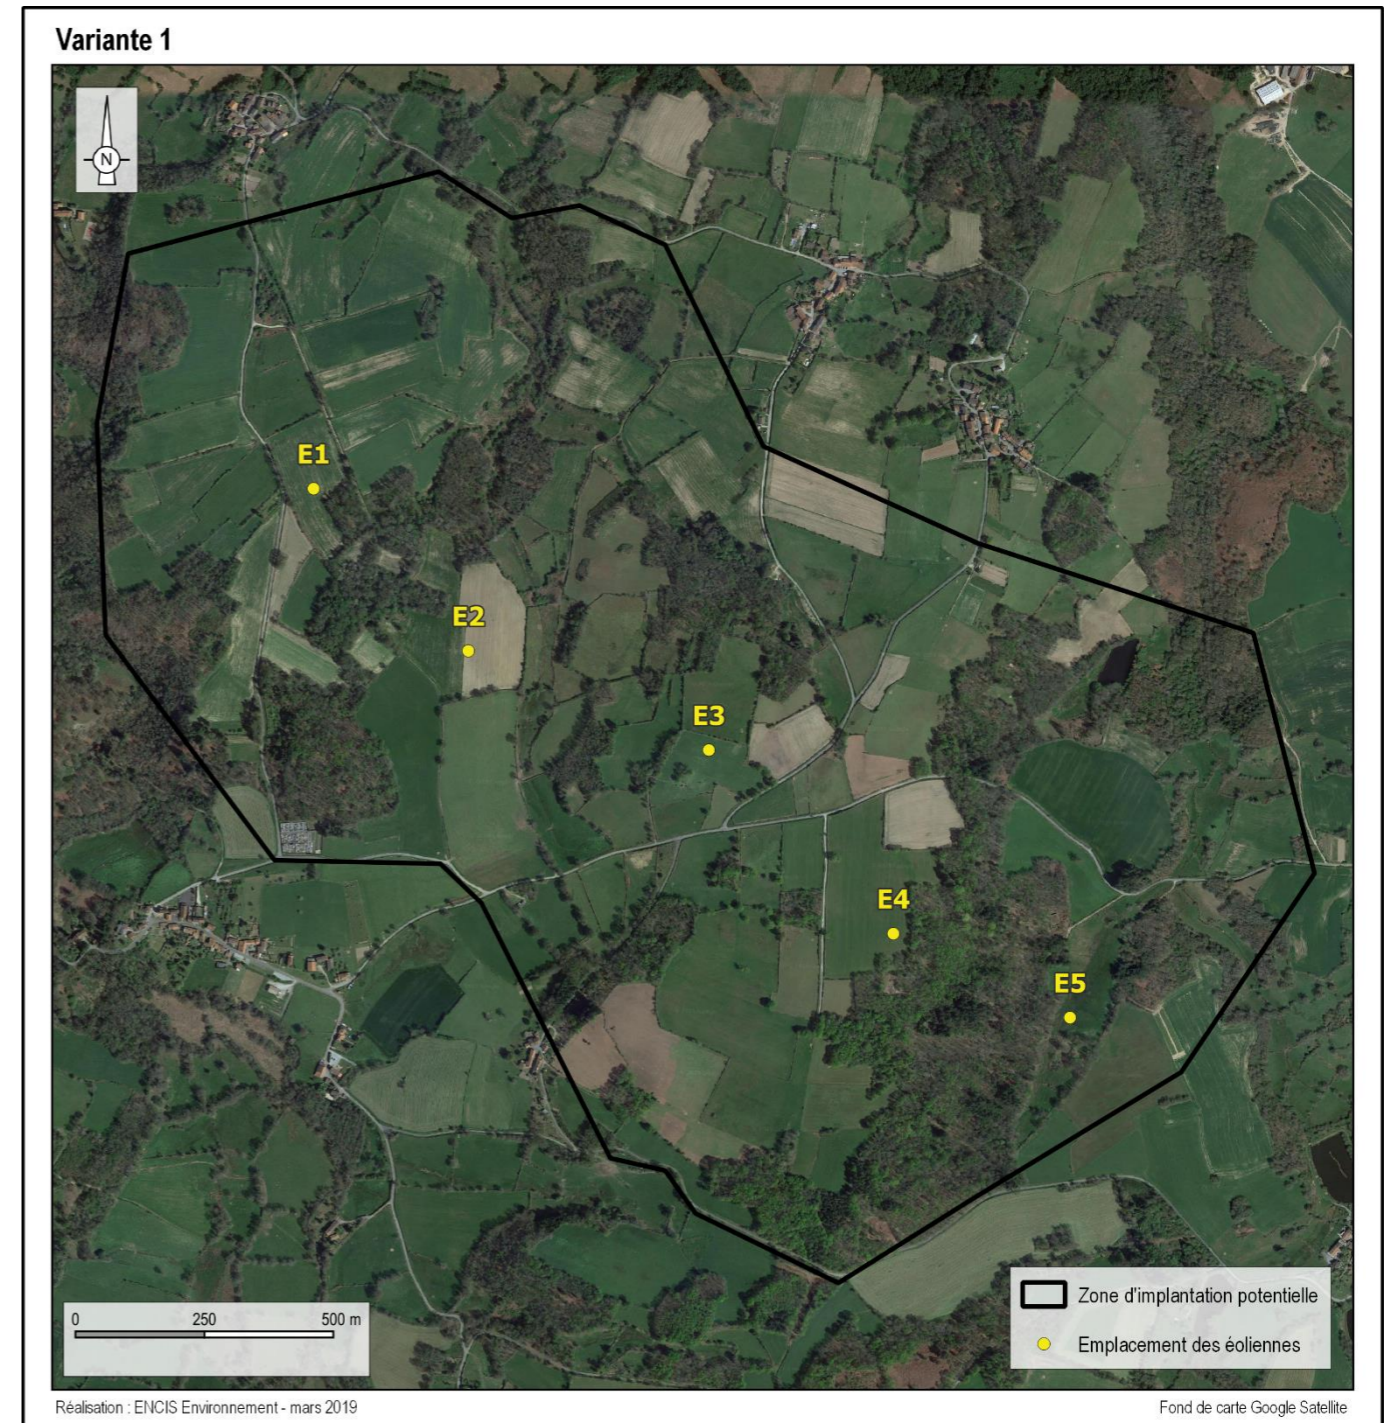 Variante 1
N
E1
E2
E3
E4
E5
0 250 500 m
Zone d'implantation potentielle
Emplacement des éoliennes
Réalisation : ENCIS Environnement - mars 2019
Fond de carte Google Satellite